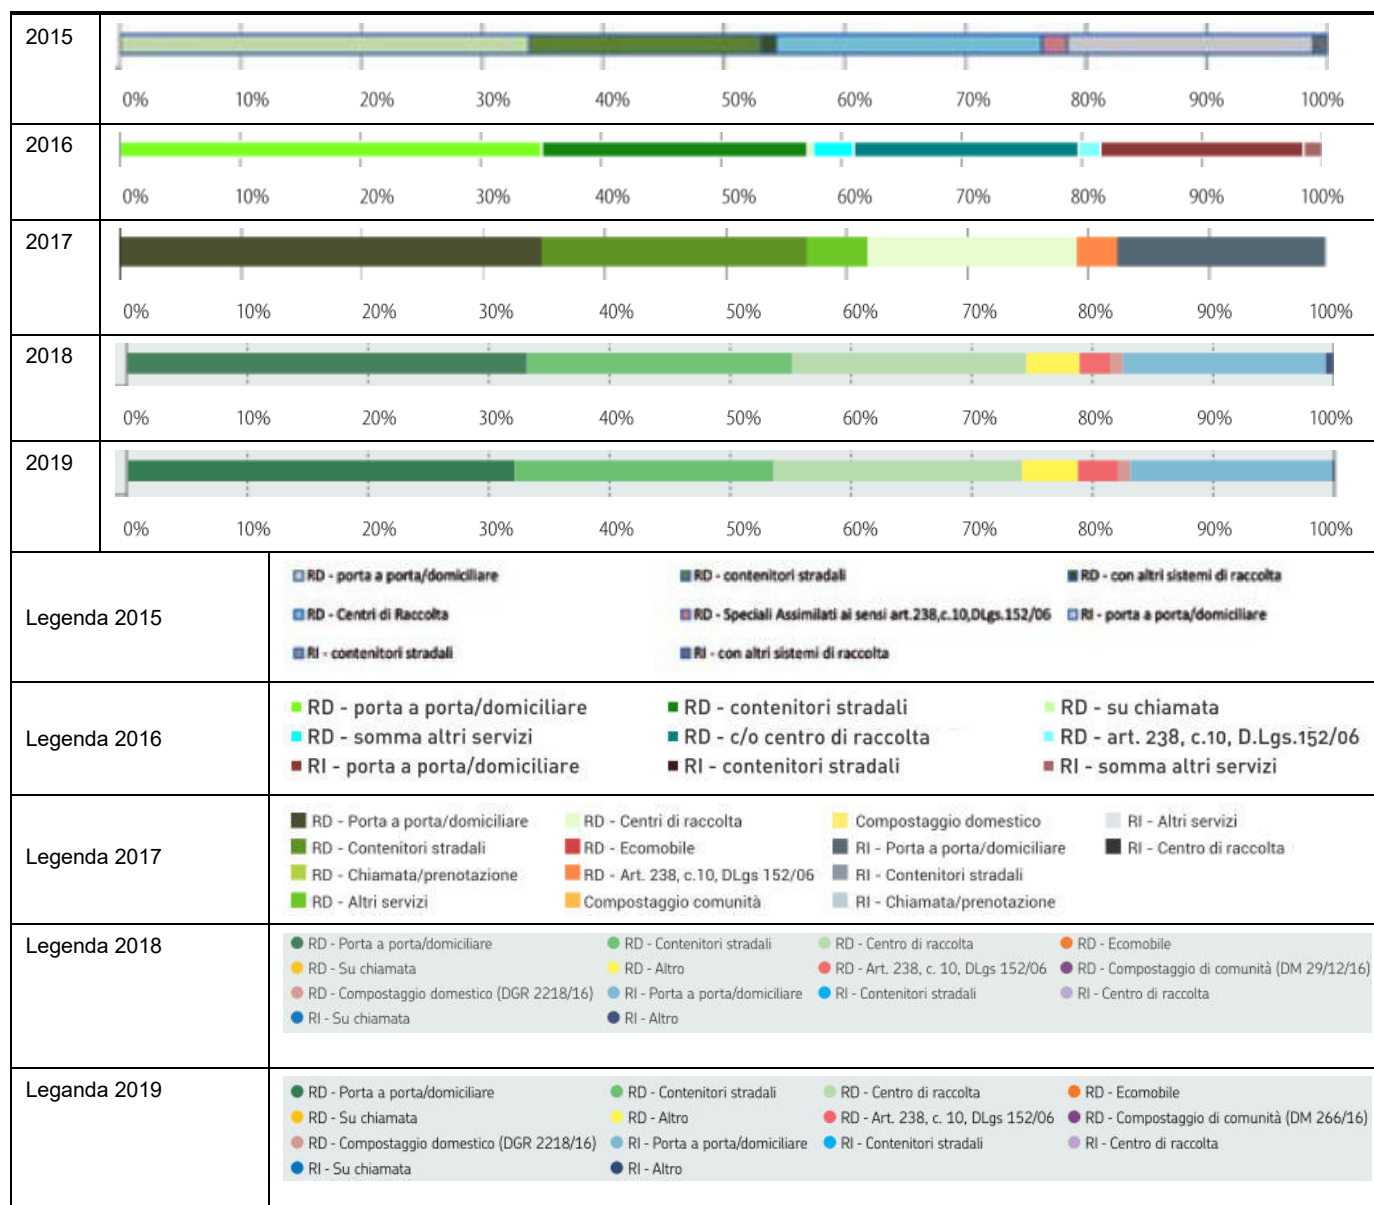 2015
0% 10% 20% 30% 40% 50% 60% 70% 80% 90% 100%
2016
0% 10% 20% 30% 40% 50% 60% 70% 80% 90% 100%
2017
0% 10% 20% 30% 40% 50% 60% 70% 80% 90% 100%
2018
0% 10% 20% 30% 40% 50% 60% 70% 80% 90% 100%
2019
0% 10% 20% 30% 40% 50% 60% 70% 80% 90% 100%
Legenda 2015
RD - porta a porta/domiciliare RD - contenitori stradali RD - con altri sistemi di raccolta
RD - Centri di Raccolta RD - Speciali Assimilati ai sensi art.238,c.10,DLgs.152/06 RI - porta a porta/domiciliare
RI - contenitori stradali RI - con altri sistemi di raccolta
Legenda 2016
RD - porta a porta/domiciliare RD - contenitori stradali RD - su chiamata
RD - somma altri servizi RD - c/o centro di raccolta RD - art. 238, c.10, D.Lgs.152/06
RI - porta a porta/domiciliare RI - contenitori stradali RI - somma altri servizi
Legenda 2017
RD - Porta a porta/domiciliare RD - Centri di raccolta Compostaggio domestico RI - Altri servizi
RD - Contenitori stradali RD - Ecomobile RI - Porta a porta/domiciliare RI - Centro di raccolta
RD - Chiamata/prenotazione RD - Art. 238, c.10, DLgs 152/06 RI - Contenitori stradali
RD - Altri servizi Compostaggio comunità RI - Chiamata/prenotazione
Legenda 2018
RD - Porta a porta/domiciliare RD - Contenitori stradali RD - Centro di raccolta RD - Ecomobile
RD - Su chiamata RD - Altro RD - Art. 238, c. 10, DLgs 152/06 RD - Compostaggio di comunità (DM 29/12/16)
RD - Compostaggio domestico (DGR 2218/16) RI - Porta a porta/domiciliare RI - Contenitori stradali RI - Centro di raccolta
RI - Su chiamata RI - Altro
Leganda 2019
RD - Porta a porta/domiciliare RD - Contenitori stradali RD - Centro di raccolta RD - Ecomobile
RD - Su chiamata RD - Altro RD - Art. 238, c. 10, DLgs 152/06 RD - Compostaggio di comunità (DM 266/16)
RD - Compostaggio domestico (DGR 2218/16) RI - Porta a porta/domiciliare RI - Contenitori stradali RI - Centro di raccolta
RI - Su chiamata RI - Altro